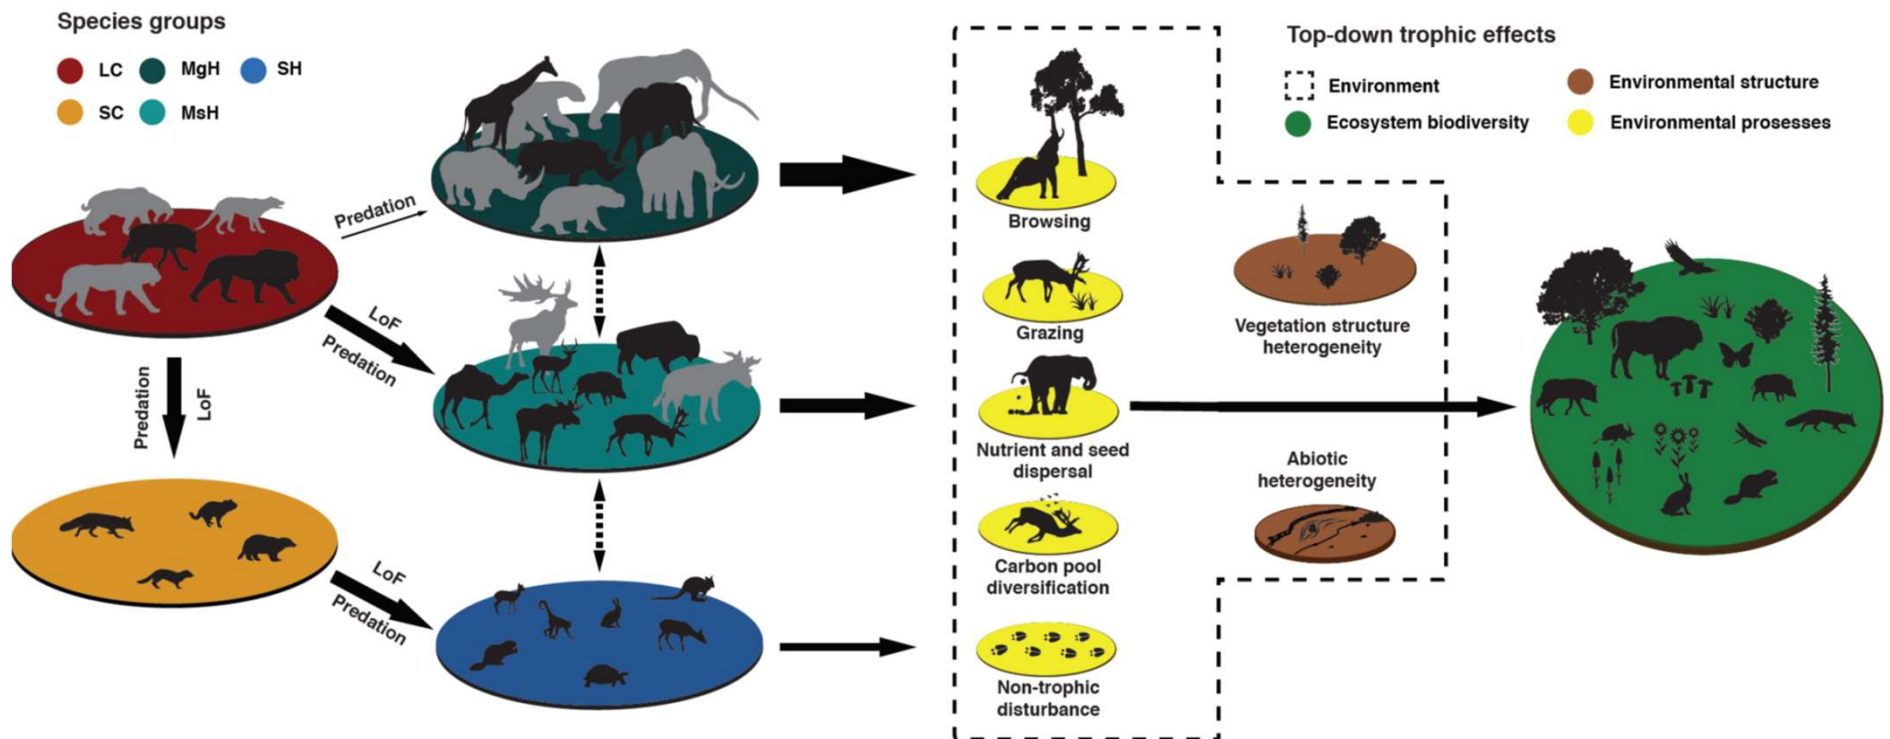 Species groups
LC
MgH
SH
SC
MsH
Predation
LoF
Predation
Predation
LoF
LoF
Predation
Browsing
Grazing
Nutrient and seed
dispersal
Carbon pool
diversification
Non-trophic
disturbance
Vegetation structure
heterogeneity
Abiotic
heterogeneity
Top-down trophic effects
Environment
Environmental structure
Ecosystem biodiversity
Environmental prosesses